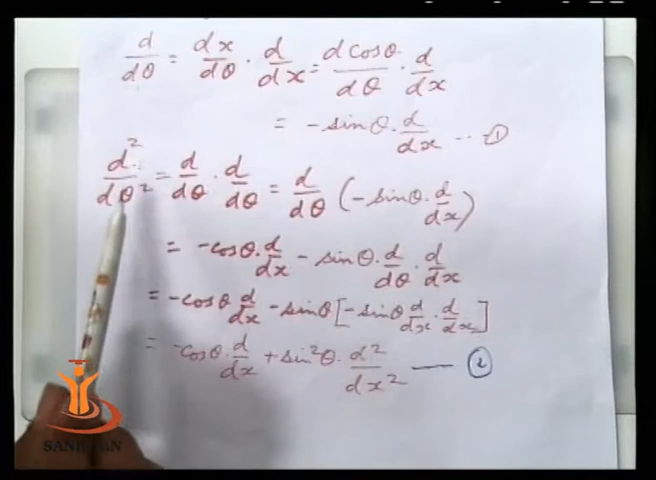 d/dθ = dx/dθ · d/dx = d cosθ/dθ · d/dx
= - sinθ · d/dx -- ①
d²/dθ² = d/dθ · d/dθ = d/dθ (- sinθ · d/dx)
= - cosθ · d/dx - sinθ · d/dθ · d/dx
= - cosθ d/dx - sinθ [- sinθ d/dx · d/dx]
= - cosθ · d/dx + sin²θ · d²/dx² — ②